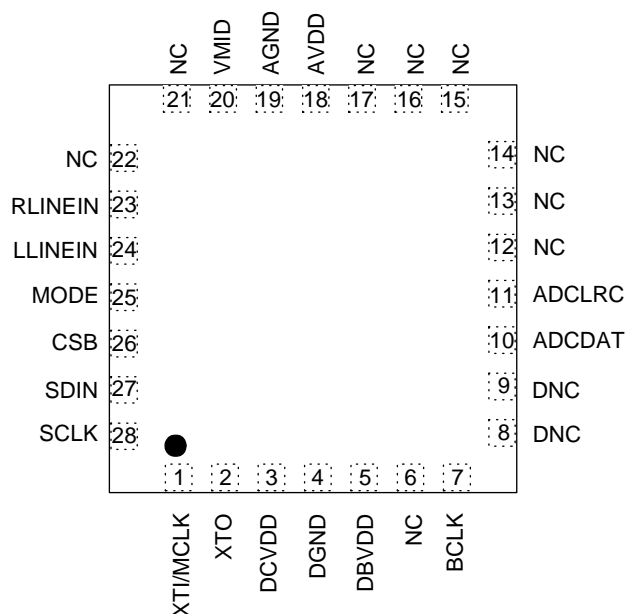 NC VMID AGND AVDD NC NC NC
21 20 19 18 17 16 15
NC 22
RLINEIN 23
LLINEIN 24
MODE 25
CSB 26
SDIN 27
SCLK 28
14 NC
13 NC
12 NC
11 ADCLRC
10 ADCDAT
9 DNC
8 DNC
1 2 3 4 5 6 7
XTI/MCLK XTO DCVDD DGND DBVDD NC BCLK